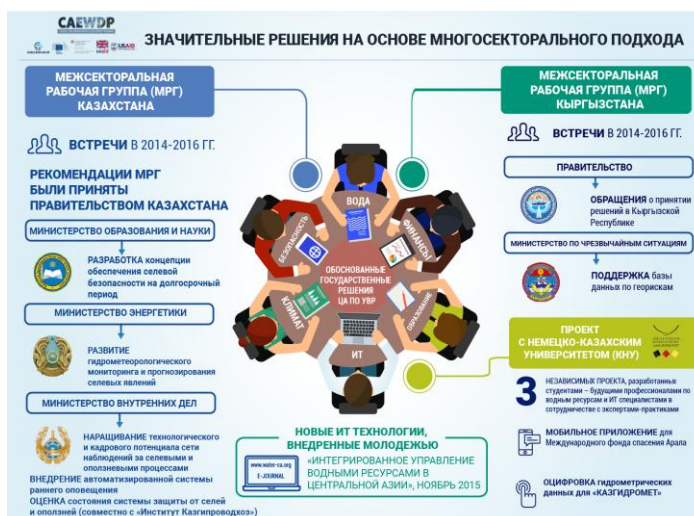 CAEWDP
USAID
ЗНАЧИТЕЛЬНЫЕ РЕШЕНИЯ НА ОСНОВЕ МНОГОСЕКТОРАЛЬНОГО ПОДХОДА
МЕЖСЕКТОРАЛЬНАЯ
РАБОЧАЯ ГРУППА (МРГ)
КАЗАХСТАНА
ВСТРЕЧИ В 2014-2016 ГГ.
РЕКОМЕНДАЦИИ МРГ
БЫЛИ ПРИНЯТЫ
ПРАВИТЕЛЬСТВОМ КАЗАХСТАНА
МИНИСТЕРСТВО ОБРАЗОВАНИЯ И НАУКИ
РАЗРАБОТКА концепции
обеспечения селевой
безопасности на долгосрочный
период
МИНИСТЕРСТВО ЭНЕРГЕТИКИ
РАЗВИТИЕ
гидрометеорологического
мониторинга и прогнозирования
селевых явлений
МИНИСТЕРСТВО ВНУТРЕННИХ ДЕЛ
НАРАЩИВАНИЕ технологического
и кадрового потенциала сети
наблюдений за селевыми и
оползневыми процессами
ВНЕДРЕНИЕ автоматизированной системы
раннего оповещения
ОЦЕНКА состояния системы защиты от селей
и оползней (совместно с «Институт Казгипроводхоз»)
ВОДА
ФИНАНСЫ
ОБРАЗОВАНИЕ
ИТ
КЛИМАТ
БЕЗОПАСНОСТЬ
ОБОСНОВАННЫЕ
ГОСУДАРСТВЕННЫЕ
РЕШЕНИЯ
ЦА ПО УВР
НОВЫЕ ИТ ТЕХНОЛОГИИ,
ВНЕДРЕННЫЕ МОЛОДЕЖЬЮ
www.water-ca.org
E-JOURNAL
«ИНТЕГРИРОВАННОЕ УПРАВЛЕНИЕ
ВОДНЫМИ РЕСУРСАМИ В
ЦЕНТРАЛЬНОЙ АЗИИ», НОЯБРЬ 2015
МЕЖСЕКТОРАЛЬНАЯ
РАБОЧАЯ ГРУППА (МРГ)
КЫРГЫЗСТАНА
ВСТРЕЧИ В 2014-2016 ГГ.
ПРАВИТЕЛЬСТВО
ОБРАЩЕНИЯ о принятии
решений в Кыргызской
Республике
МИНИСТЕРСТВО ПО ЧРЕЗВЫЧАЙНЫМ СИТУАЦИЯМ
ПОДДЕРЖКА базы
данных по георискам
ПРОЕКТ
С НЕМЕЦКО-КАЗАХСКИМ
УНИВЕРСИТЕТОМ (КНУ)
3
НЕЗАВИСИМЫХ ПРОЕКТА, разработанных
студентами – будущими профессионалами по
водным ресурсам и ИТ специалистами в
сотрудничестве с экспертами-практиками
МОБИЛЬНОЕ ПРИЛОЖЕНИЕ для
Международного фонда спасения Арала
ОЦИФРОВКА гидрометрических
данных для «КАЗГИДРОМЕТ»